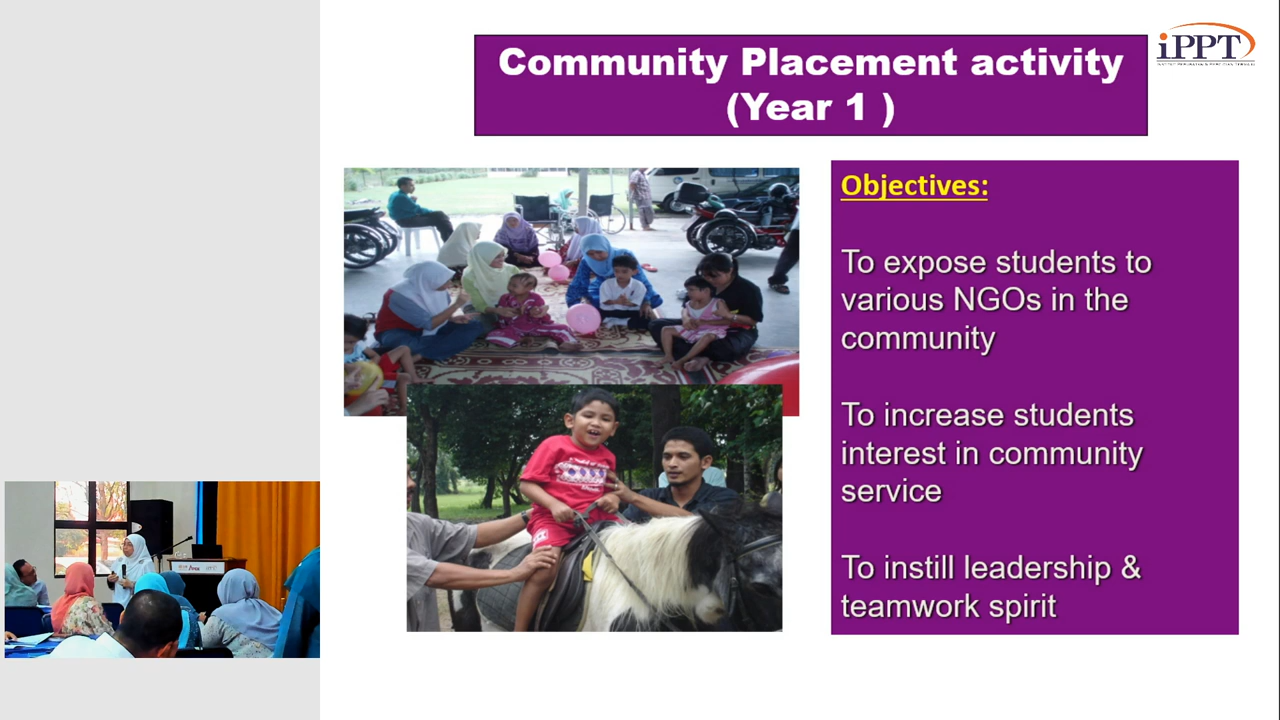 Community Placement activity
(Year 1 )
iPPT
Objectives:
To expose students to
various NGOs in the
community
To increase students
interest in community
service
To instill leadership &
teamwork spirit